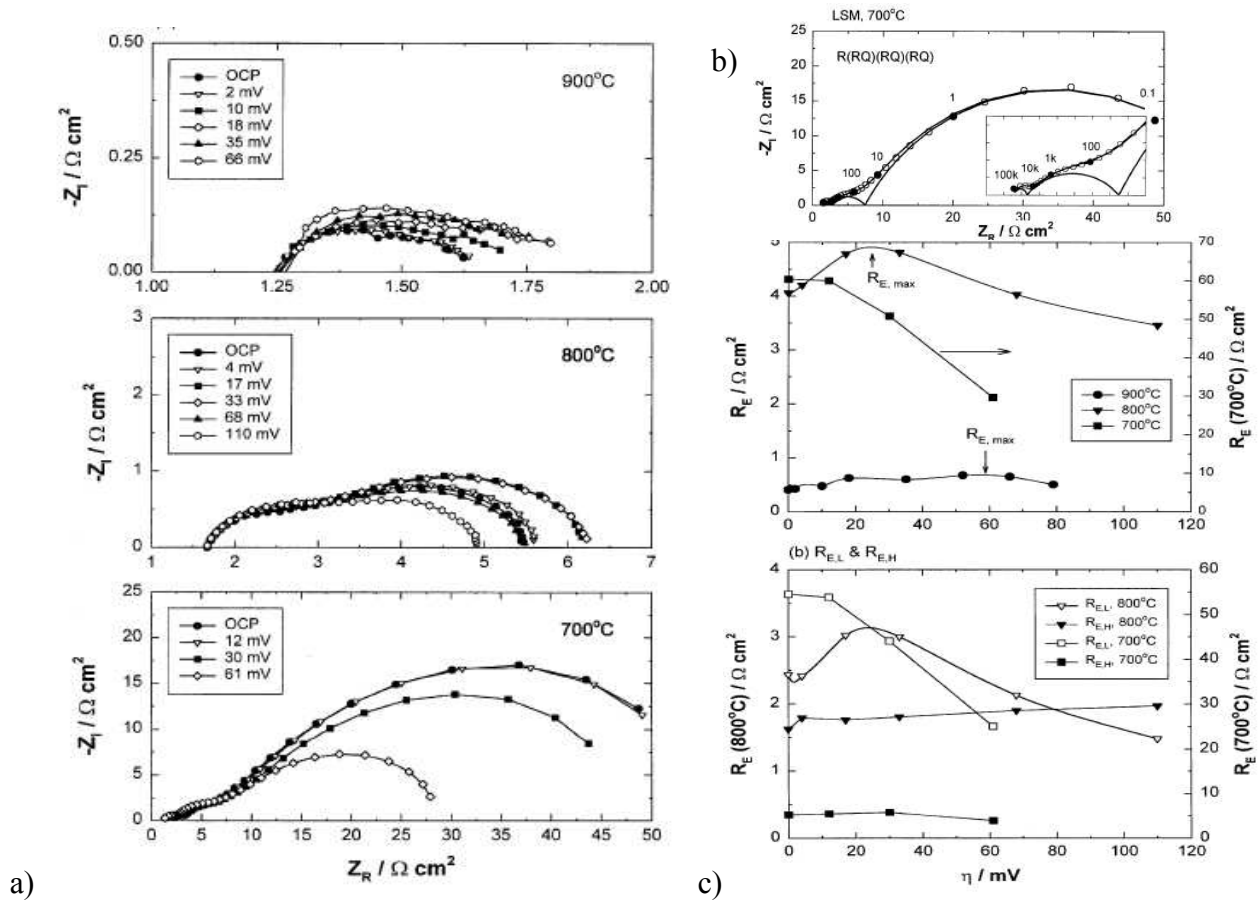 0.50
OCP
2 mV
10 mV
18 mV
35 mV
66 mV
900°C
-Z_I / Ω cm²
0.25
0.00
1.00
1.25
1.50
1.75
2.00
3
OCP
4 mV
17 mV
33 mV
68 mV
110 mV
800°C
-Z_I / Ω cm²
2
1
0
1
2
3
4
5
6
7
25
OCP
12 mV
30 mV
61 mV
700°C
-Z_I / Ω cm²
20
15
10
5
0
0
5
10
15
20
25
30
35
40
45
50
Z_R / Ω cm²
a)
b)
LSM, 700°C
R(RQ)(RQ)(RQ)
-Z_I / Ω cm²
25
20
15
10
5
0
100
10
1
0.1
100k
10k
1k
100
0
10
20
30
40
50
Z_R / Ω cm²
5
4
3
2
1
0
R_E / Ω cm²
R_E, max
R_E, max
900°C
800°C
700°C
70
60
50
40
30
20
10
0
R_E (700°C) / Ω cm²
0
20
40
60
80
100
120
(b) R_E,L & R_E,H
4
3
2
1
0
R_E (800°C) / Ω cm²
R_E,L, 800°C
R_E,H, 800°C
R_E,L, 700°C
R_E,H, 700°C
60
50
40
30
20
10
0
R_E (700°C) / Ω cm²
0
20
40
60
80
100
120
η / mV
c)